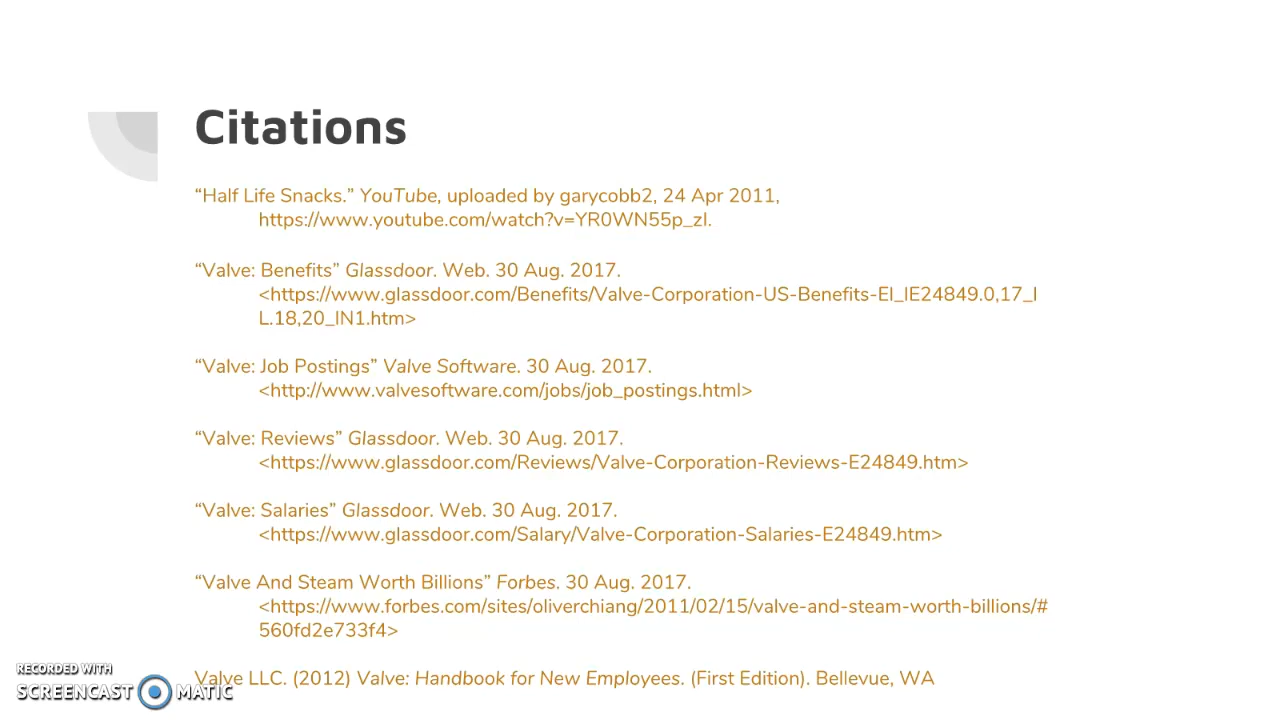 Citations
“Half Life Snacks.” YouTube, uploaded by garycobb2, 24 Apr 2011,
https://www.youtube.com/watch?v=YR0WN55p_zI.
“Valve: Benefits” Glassdoor. Web. 30 Aug. 2017.
<https://www.glassdoor.com/Benefits/Valve-Corporation-US-Benefits-EI_IE24849.0,17_I
L.18,20_IN1.htm>
“Valve: Job Postings” Valve Software. 30 Aug. 2017.
<http://www.valvesoftware.com/jobs/job_postings.html>
“Valve: Reviews” Glassdoor. Web. 30 Aug. 2017.
<https://www.glassdoor.com/Reviews/Valve-Corporation-Reviews-E24849.htm>
“Valve: Salaries” Glassdoor. Web. 30 Aug. 2017.
<https://www.glassdoor.com/Salary/Valve-Corporation-Salaries-E24849.htm>
“Valve And Steam Worth Billions” Forbes. 30 Aug. 2017.
<https://www.forbes.com/sites/oliverchiang/2011/02/15/valve-and-steam-worth-billions/#
560fd2e733f4>
Valve LLC. (2012) Valve: Handbook for New Employees. (First Edition). Bellevue, WA
RECORDED WITH
SCREENCAST MATIC